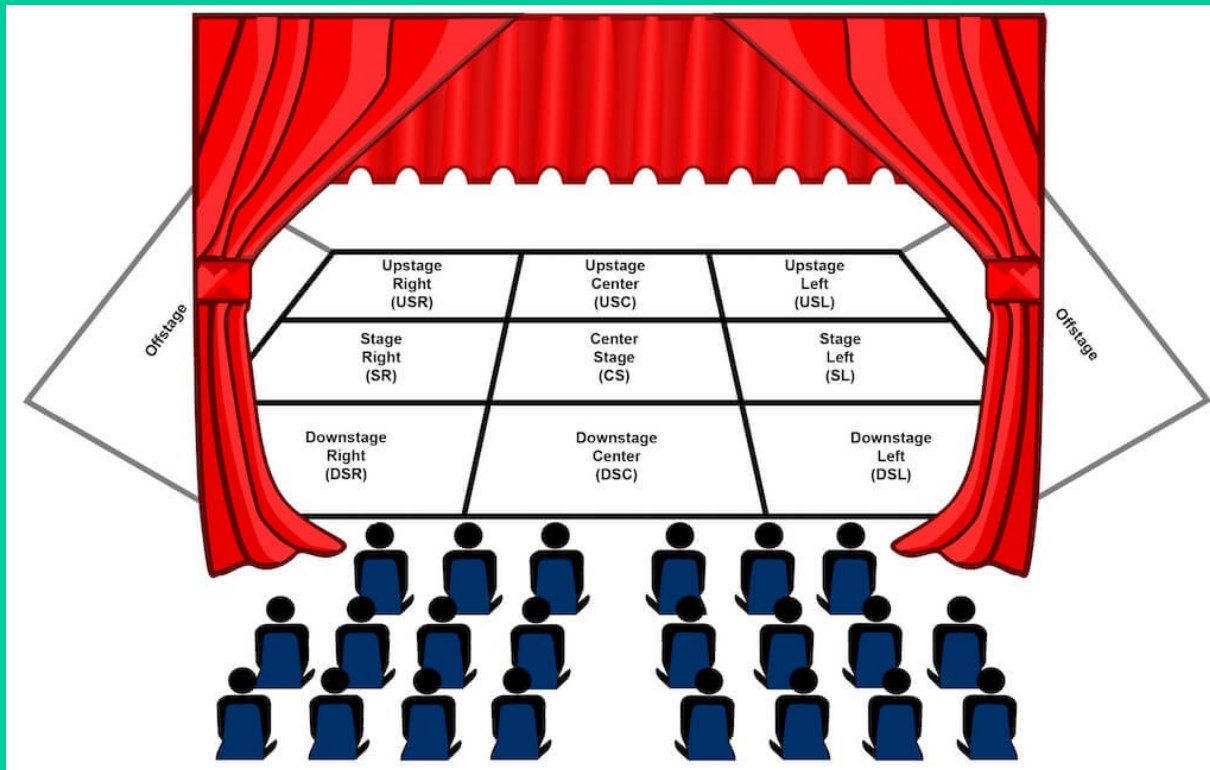 Upstage
Right
(USR)
Upstage
Center
(USC)
Upstage
Left
(USL)
Offstage
Stage
Right
(SR)
Center
Stage
(CS)
Stage
Left
(SL)
Offstage
Downstage
Right
(DSR)
Downstage
Center
(DSC)
Downstage
Left
(DSL)